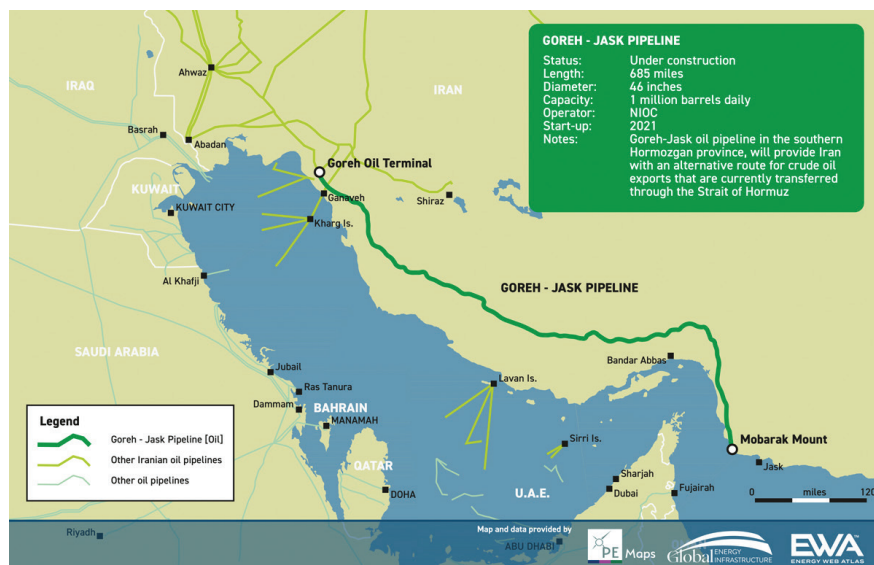 GOREH - JASK PIPELINE
Status: Under construction
Length: 685 miles
Diameter: 46 inches
Capacity: 1 million barrels daily
Operator: NIOC
Start-up: 2021
Notes: Goreh-Jask oil pipeline in the southern
Hormozgan province, will provide Iran
with an alternative route for crude oil
exports that are currently transferred
through the Strait of Hormuz
Ahwaz
IRAQ
IRAN
Basrah
Abadan
Goreh Oil Terminal
KUWAIT
Ganaveh
Shiraz
KUWAIT CITY
Kharg Is.
Al Khafji
GOREH - JASK PIPELINE
SAUDI ARABIA
Bandar Abbas
Jubail
Lavan Is.
Ras Tanura
Dammam
BAHRAIN
MANAMAH
Legend
Goreh - Jask Pipeline [Oil]
Other Iranian oil pipelines
Other oil pipelines
Mobarak Mount
Sirri Is.
Jask
QATAR
Sharjah
DOHA
U.A.E.
Dubai
Fujairah
0 miles 120
Riyadh
Map and data provided by
ABU DHABI
PE Maps
Global ENERGY
INFRASTRUCTURE
EWA
ENERGY WEB ATLAS